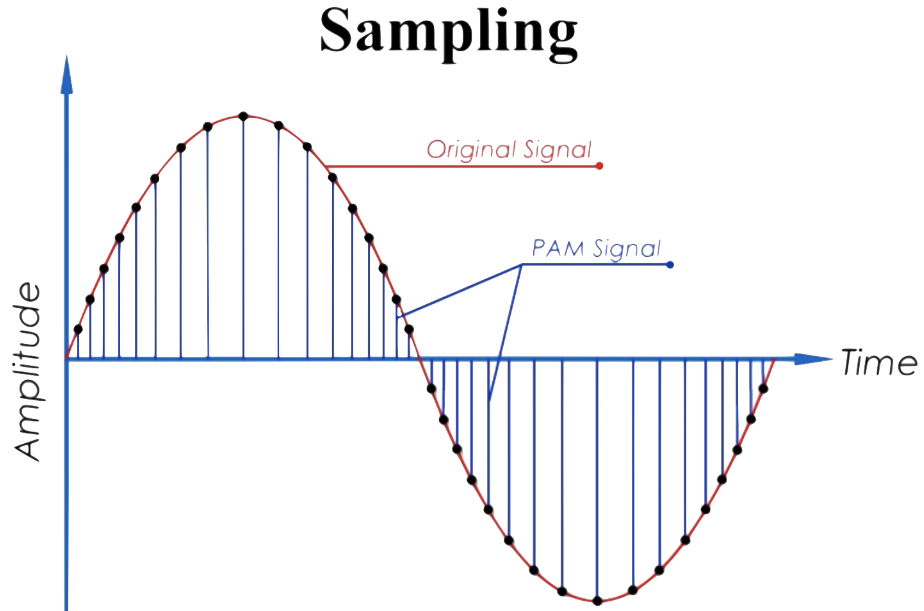 Sampling
Original Signal
PAM Signal
Amplitude
Time